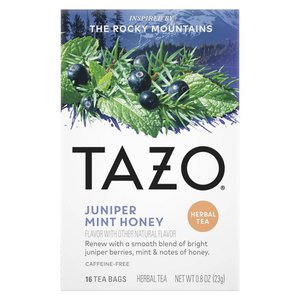 INSPIRED BY
THE ROCKY MOUNTAINS
TAZO®
JUNIPER
MINT HONEY
HERBAL
TEA
FLAVOR WITH OTHER NATURAL FLAVOR
Renew with a smooth blend of bright
juniper berries, mint & notes of honey.
CAFFEINE-FREE
16 TEA BAGS HERBAL TEA NET WT 0.8 OZ (23g)